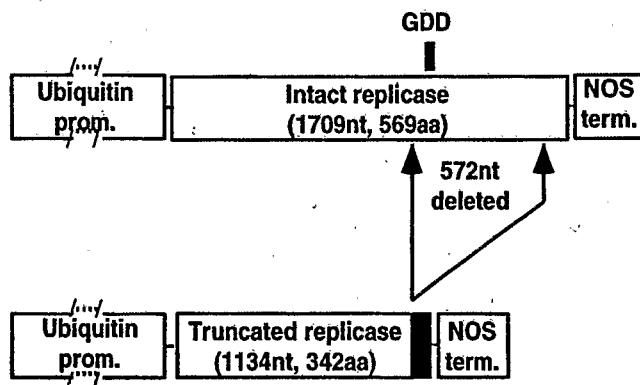 GDD
Ubiquitin prom.
Intact replicase
(1709nt, 569aa)
NOS term.
572nt
deleted
Ubiquitin prom.
Truncated replicase
(1134nt, 342aa)
NOS term.